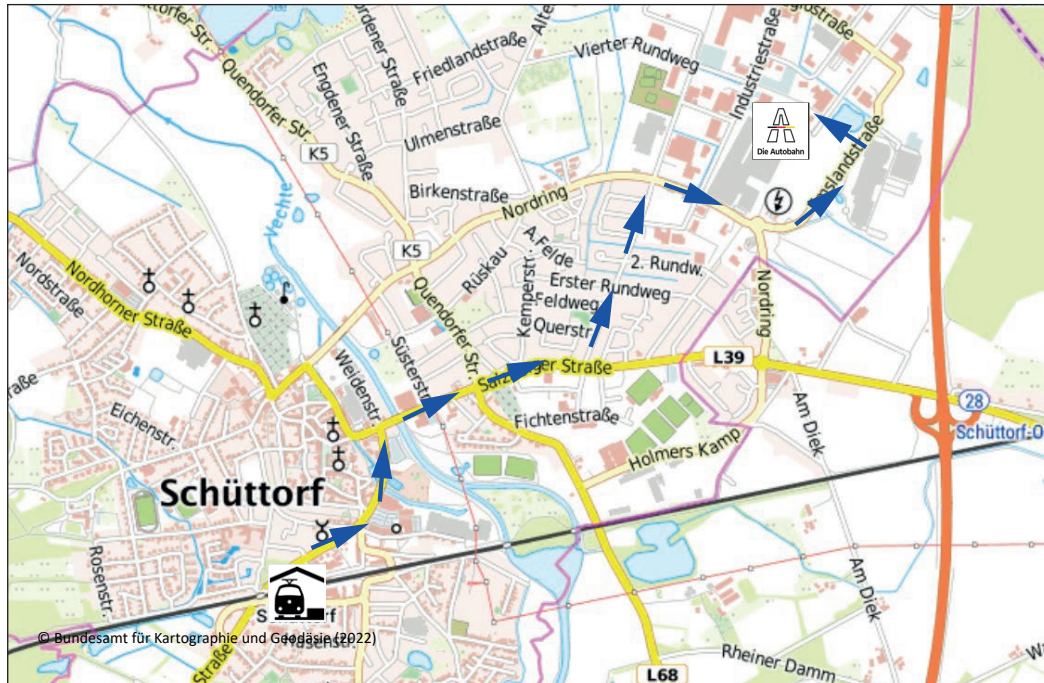 Quendorfer Str.
Engdener Straße
Friedlandstraße
Ulmenstraße
Vierter Rundweg
Industriestraße
Die Autobahn
K5
Birkenstraße
Nordring
K5
Vechte
Rüskau
A.Felde
Kemperstr.
2. Rundw.
Erster Rundweg
Feldweg
Querstr.
Nordring
Nordstraße
Nordhorner Straße
Quendorfer Str.
Süsterstr.
Weidenstr.
L39
28
Schüttorf-O
Fichtenstraße
Holmers Kamp
Am Diek
Eichenstr.
Schüttorf
Rosenstr.
Am Diek
© Bundesamt für Kartographie und Geodäsie (2022)
Straße
L68
Rheiner Damm